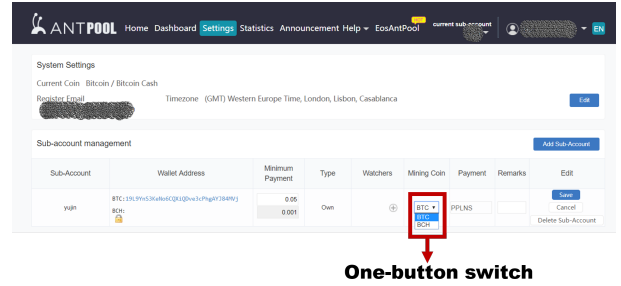 ANTPOOL Home Dashboard Settings Statistics Announcement Help EosAntPool HOT current sub-account EN
System Settings
Current Coin Bitcoin / Bitcoin Cash
Register Email Timezone (GMT) Western Europe Time, London, Lisbon, Casablanca Edit
Sub-account management Add Sub-Account
Sub-Account Wallet Address Minimum Payment Type Watchers Mining Coin Payment Remarks Edit
yujin BTC: 0.05 Own BTC PPLNS Save
BCH: 0.001 BTC Cancel
BCH Delete Sub-Account
One-button switch